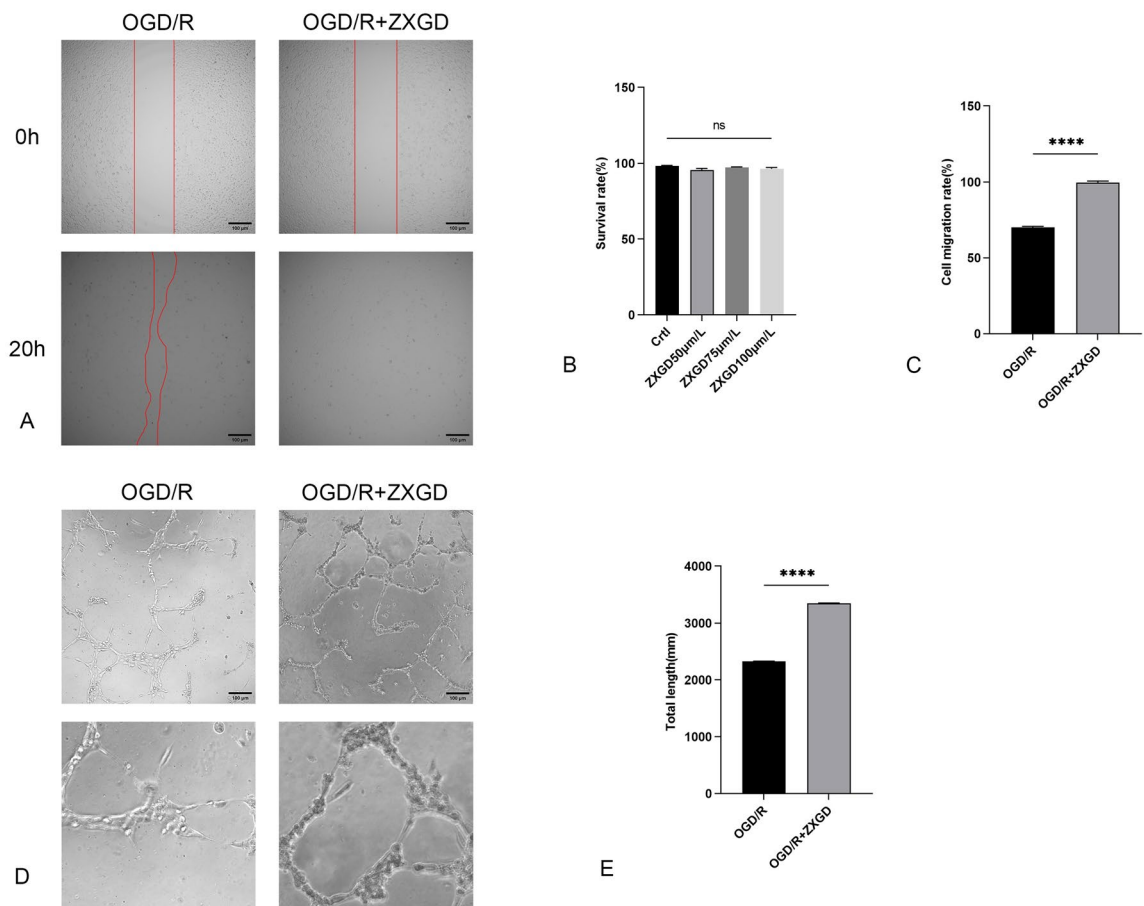 OGD/R
OGD/R+ZXGD
0h
100 μm
100 μm
20h
100 μm
100 μm
A
150
100
50
0
Survival rate(%)
ns
Crtl
ZXGD50μm/L
ZXGD75μm/L
ZXGD100μm/L
B
150
100
50
0
Cell migration rate(%)
****
OGD/R
OGD/R+ZXGD
C
OGD/R
OGD/R+ZXGD
100 μm
100 μm
D
4000
3000
2000
1000
0
Total length(mm)
****
OGD/R
OGD/R+ZXGD
E